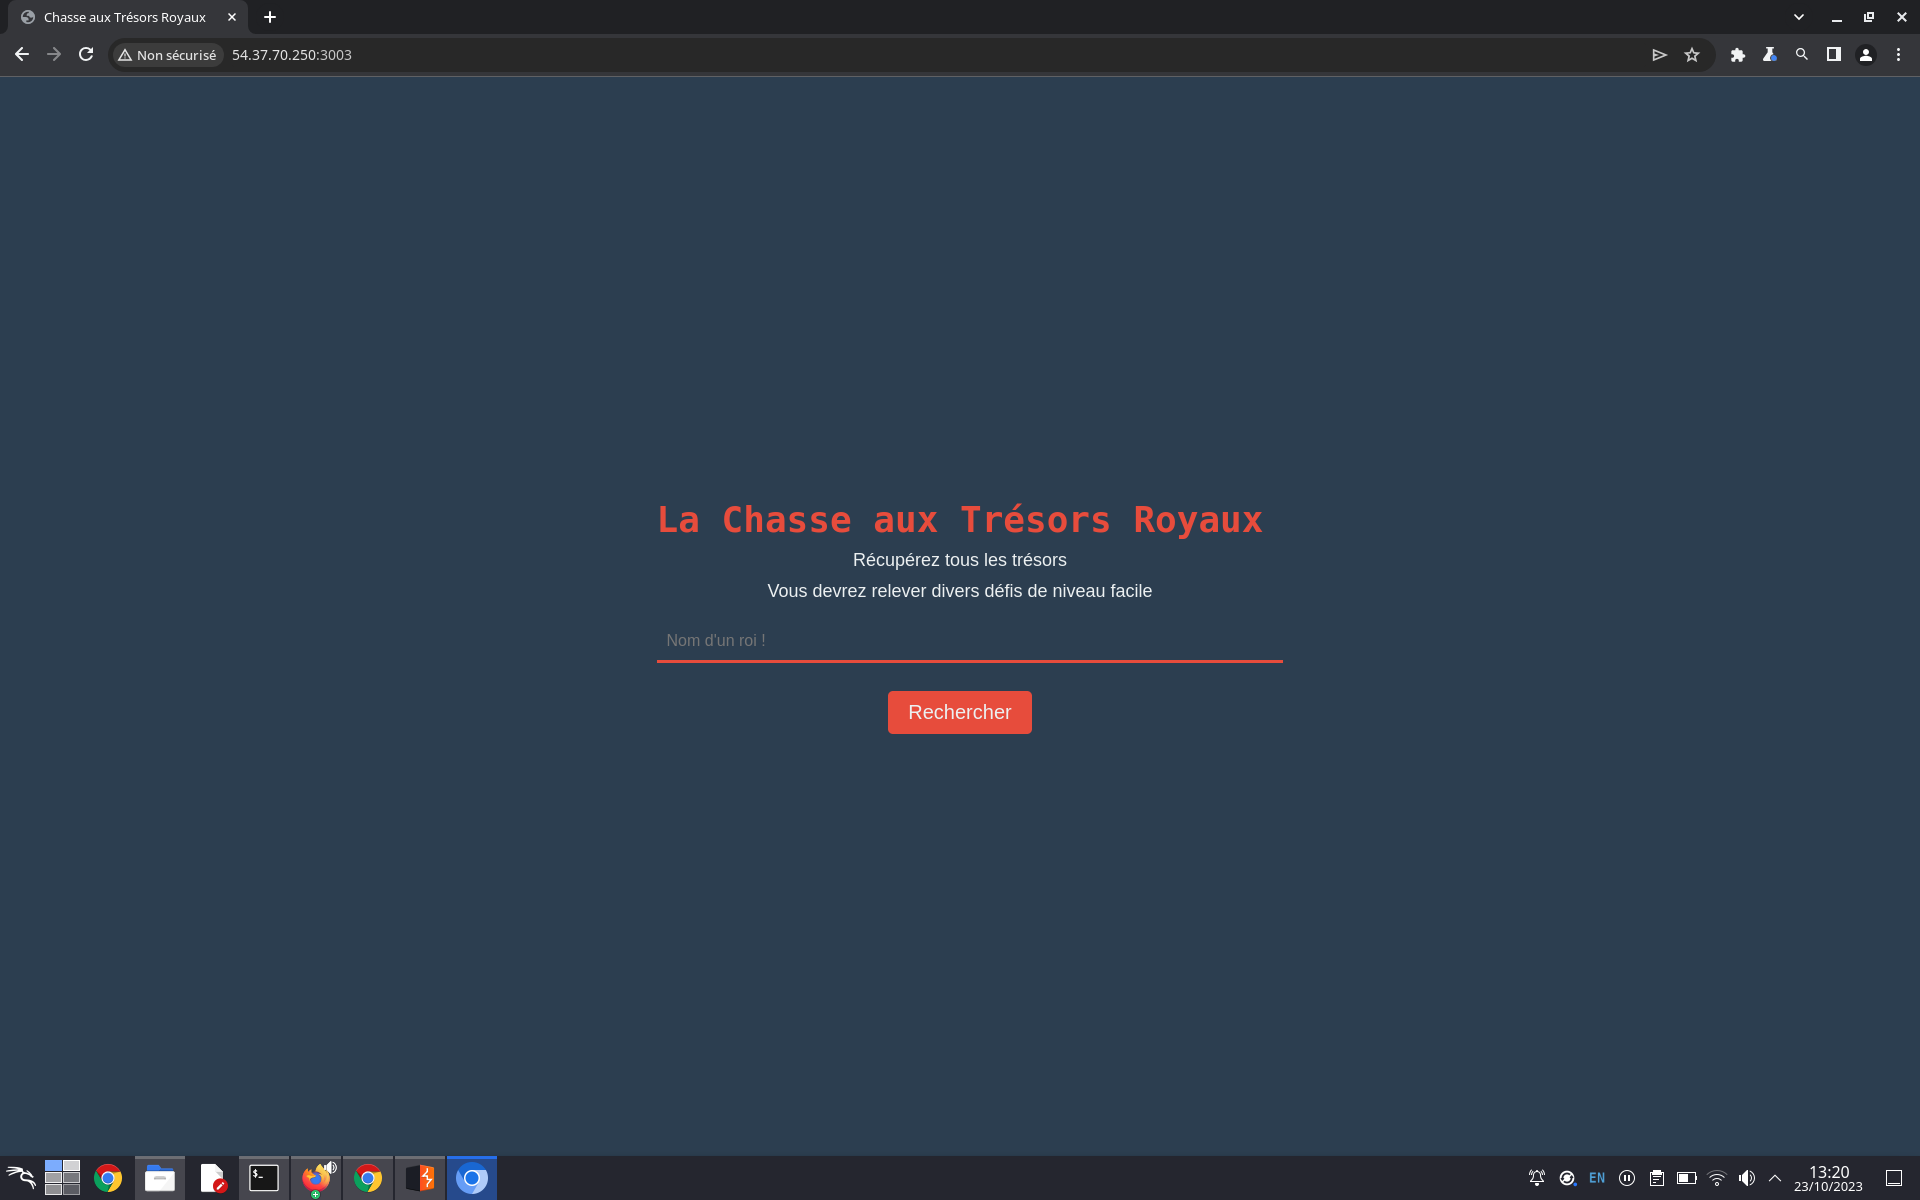 Chasse aux Trésors Royaux
Non sécurisé 54.37.70.250:3003
La Chasse aux Trésors Royaux
Récupérez tous les trésors
Vous devrez relever divers défis de niveau facile
Nom d'un roi !
Rechercher
$_
EN
13:20
23/10/2023